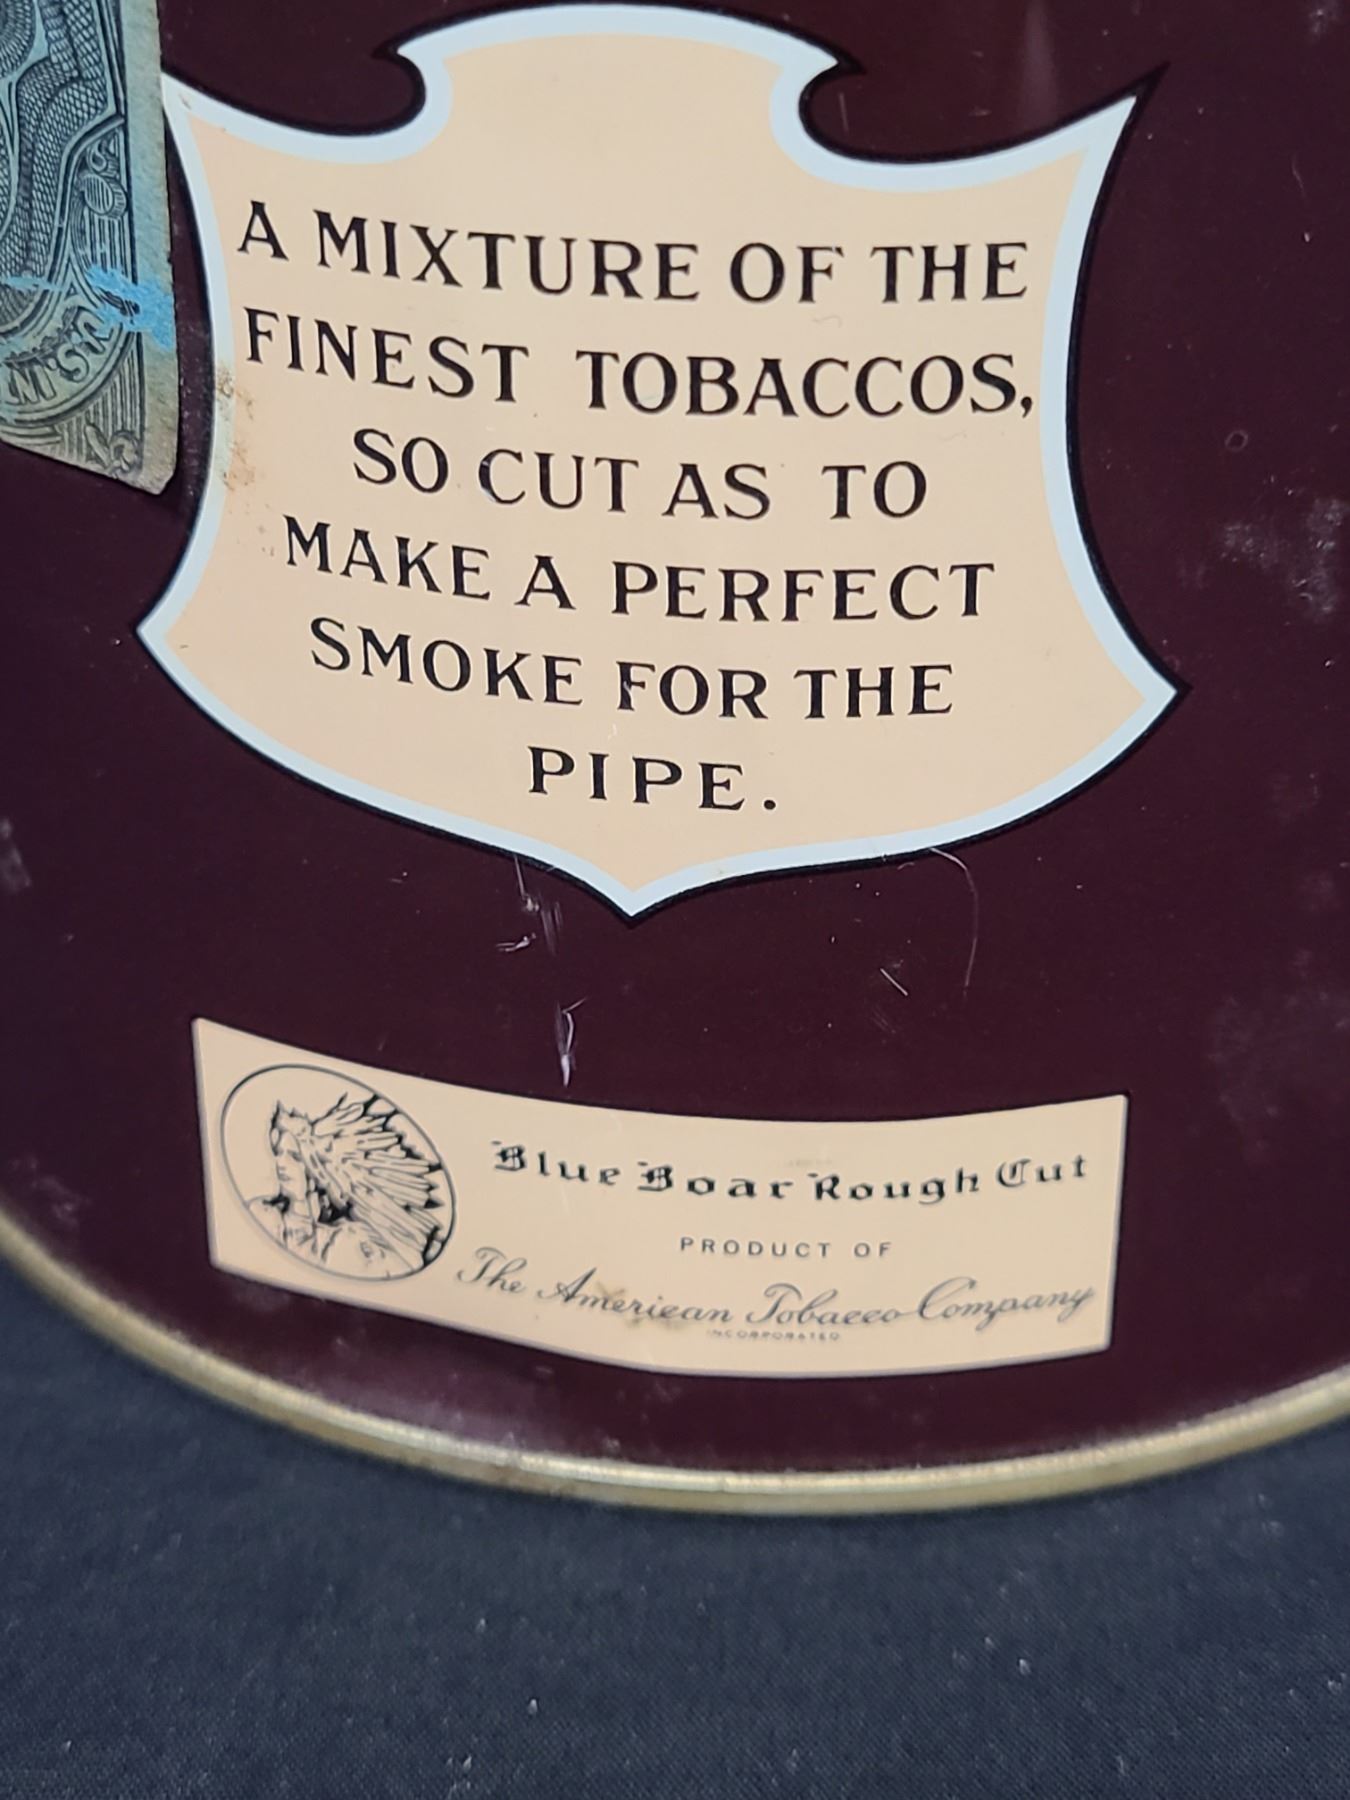 A MIXTURE OF THE
FINEST TOBACCOS,
SO CUT AS TO
MAKE A PERFECT
SMOKE FOR THE
PIPE.
U.S. IN
Blue Boar Rough Cut
PRODUCT OF
The American Tobacco Company
INCORPORATED